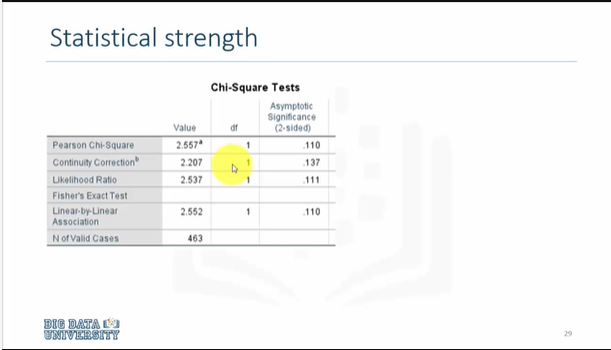 Statistical strength
Chi-Square Tests
Value df Asymptotic Significance (2-sided)
Pearson Chi-Square 2.557a 1 .110
Continuity Correctionb 2.207 1 .137
Likelihood Ratio 2.537 1 .111
Fisher's Exact Test
Linear-by-Linear Association 2.552 1 .110
N of Valid Cases 463
BIG DATA
UNIVERSITY
29